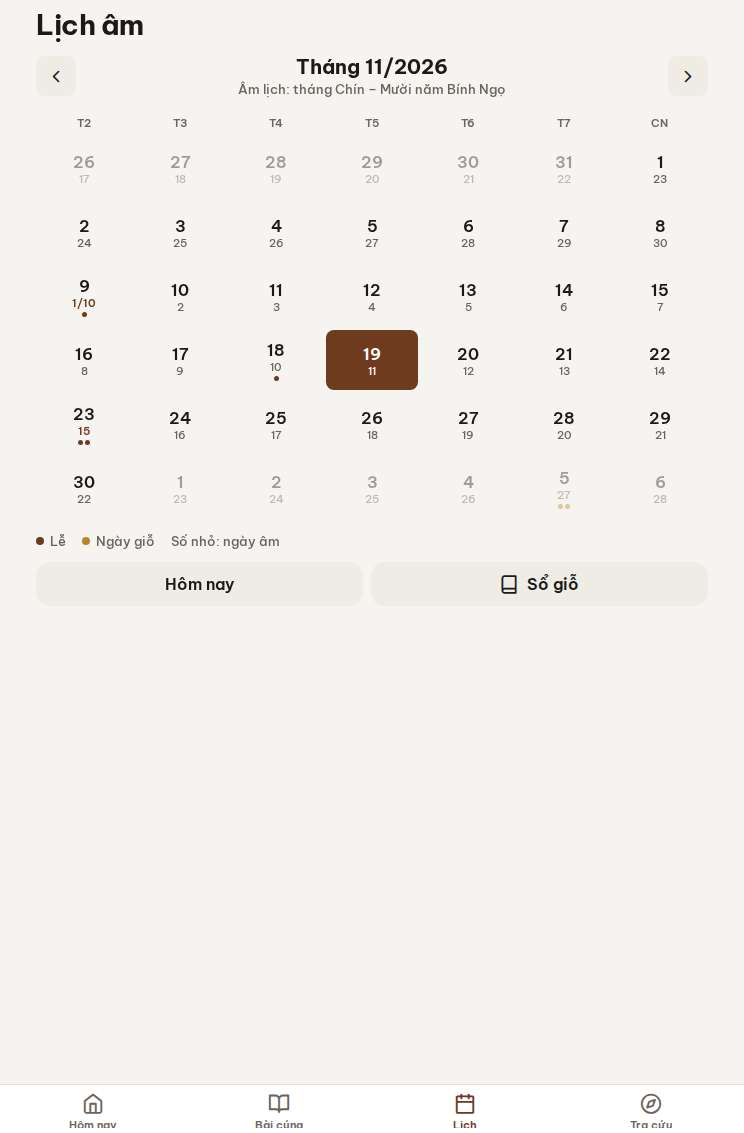 Lịch âm
Tháng 11/2026
Âm lịch: tháng Chín – Mười năm Bính Ngọ
T2 T3 T4 T5 T6 T7 CN
26 27 28 29 30 31 1
17 18 19 20 21 22 23
2 3 4 5 6 7 8
24 25 26 27 28 29 30
9 10 11 12 13 14 15
1/10 2 3 4 5 6 7
16 17 18 19 20 21 22
8 9 10 11 12 13 14
23 24 25 26 27 28 29
15 16 17 18 19 20 21
30 1 2 3 4 5 6
22 23 24 25 26 27 28
Lễ Ngày giỗ Số nhỏ: ngày âm
Hôm nay Sổ giỗ
Hôm nay Bài cúng Lịch Tra cứu